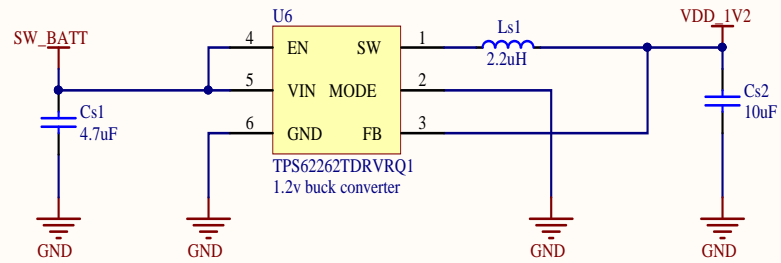 U6
VDD_1V2
SW_BATT
4 EN SW 1 Ls1
2.2uH
5 VIN MODE 2
Cs1
4.7uF
Cs2
10uF
6 GND FB 3
TPS62262TDRVRQ1
1.2v buck converter
GND GND GND GND